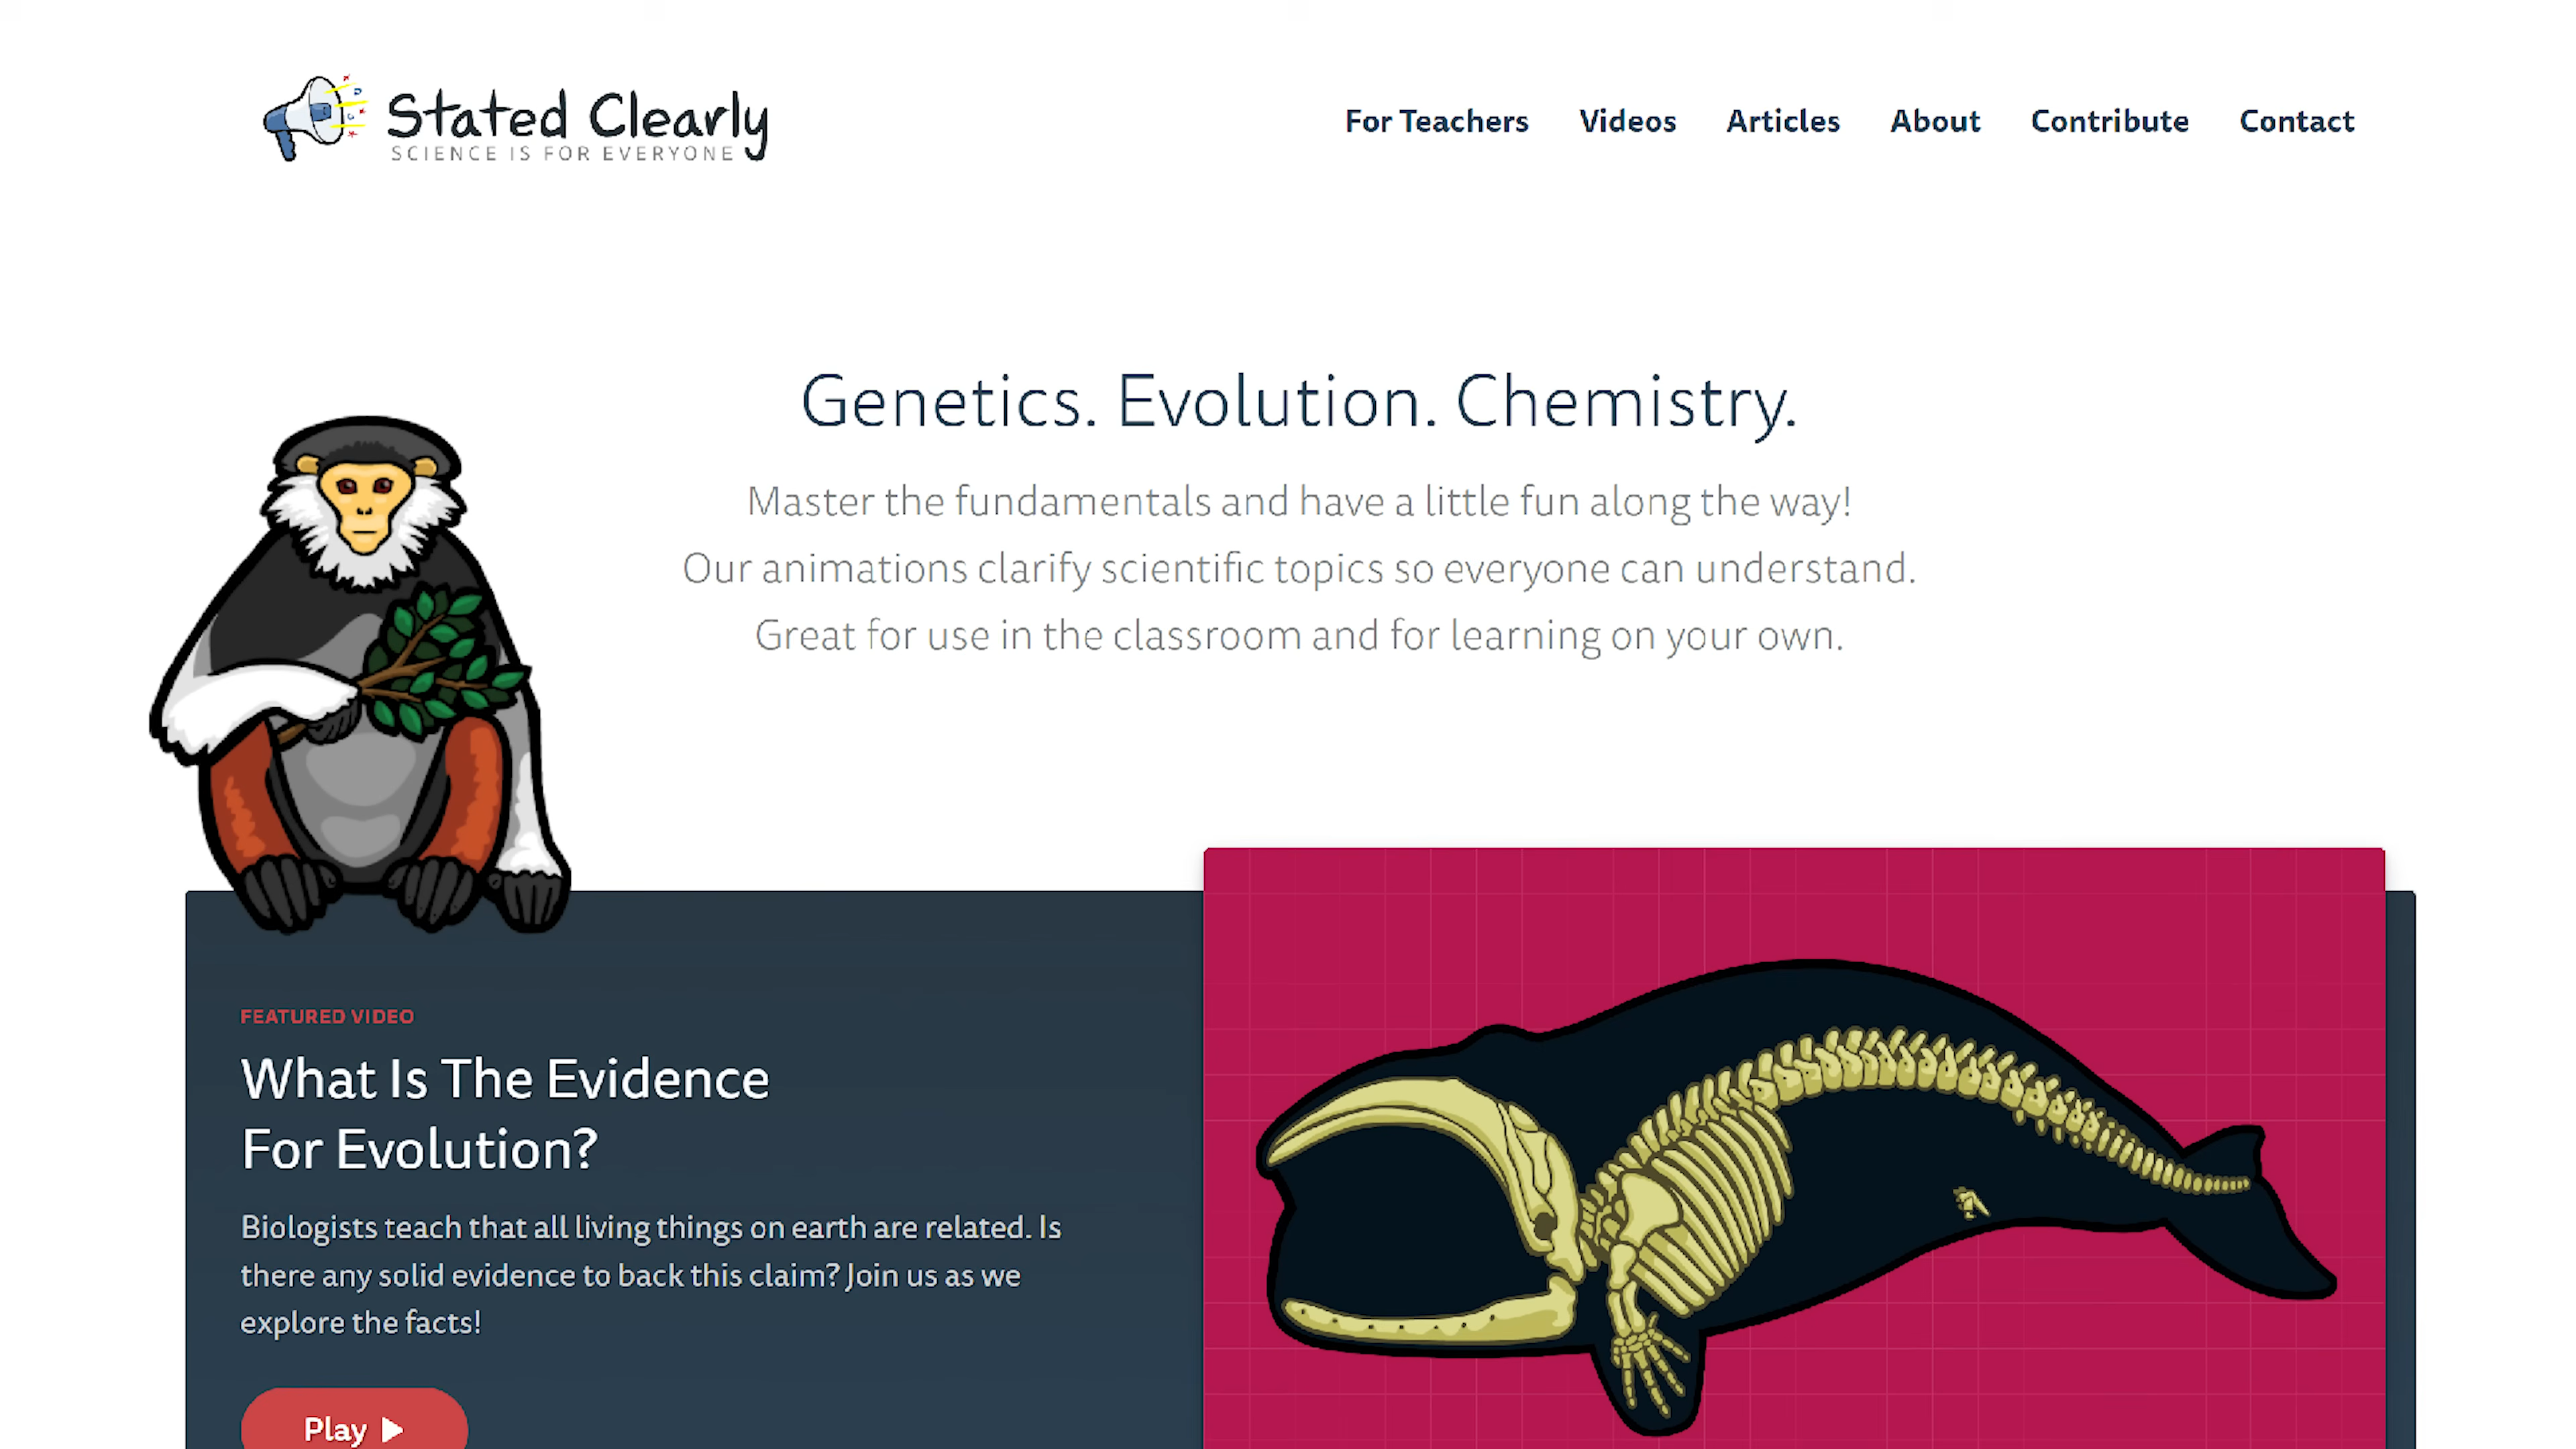 Stated Clearly
SCIENCE IS FOR EVERYONE
For Teachers Videos Articles About Contribute Contact
Genetics. Evolution. Chemistry.
Master the fundamentals and have a little fun along the way!
Our animations clarify scientific topics so everyone can understand.
Great for use in the classroom and for learning on your own.
FEATURED VIDEO
What Is The Evidence
For Evolution?
Biologists teach that all living things on earth are related. Is
there any solid evidence to back this claim? Join us as we
explore the facts!
Play